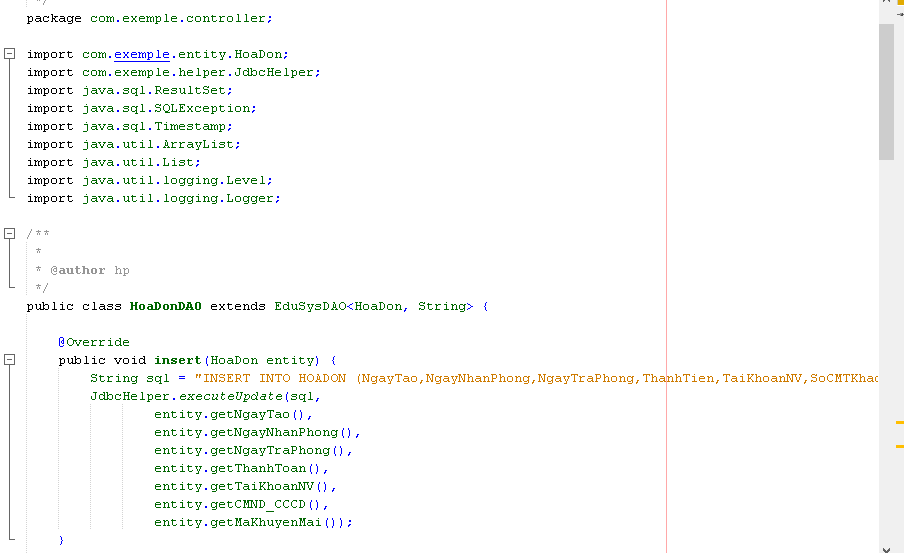 */
package com.exemple.controller;
import com.exemple.entity.HoaDon;
import com.exemple.helper.JdbcHelper;
import java.sql.ResultSet;
import java.sql.SQLException;
import java.sql.Timestamp;
import java.util.ArrayList;
import java.util.List;
import java.util.logging.Level;
import java.util.logging.Logger;
/**
*
* @author hp
*/
public class HoaDonDAO extends EduSysDAO<HoaDon, String> {
@Override
public void insert(HoaDon entity) {
String sql = "INSERT INTO HOADON (NgayTao,NgayNhanPhong,NgayTraPhong,ThanhTien,TaiKhoanNV,SoCMTKhac
JdbcHelper.executeUpdate(sql,
entity.getNgayTao(),
entity.getNgayNhanPhong(),
entity.getNgayTraPhong(),
entity.getThanhToan(),
entity.getTaiKhoanNV(),
entity.getCMND_CCCD(),
entity.getMaKhuyenMai());
}